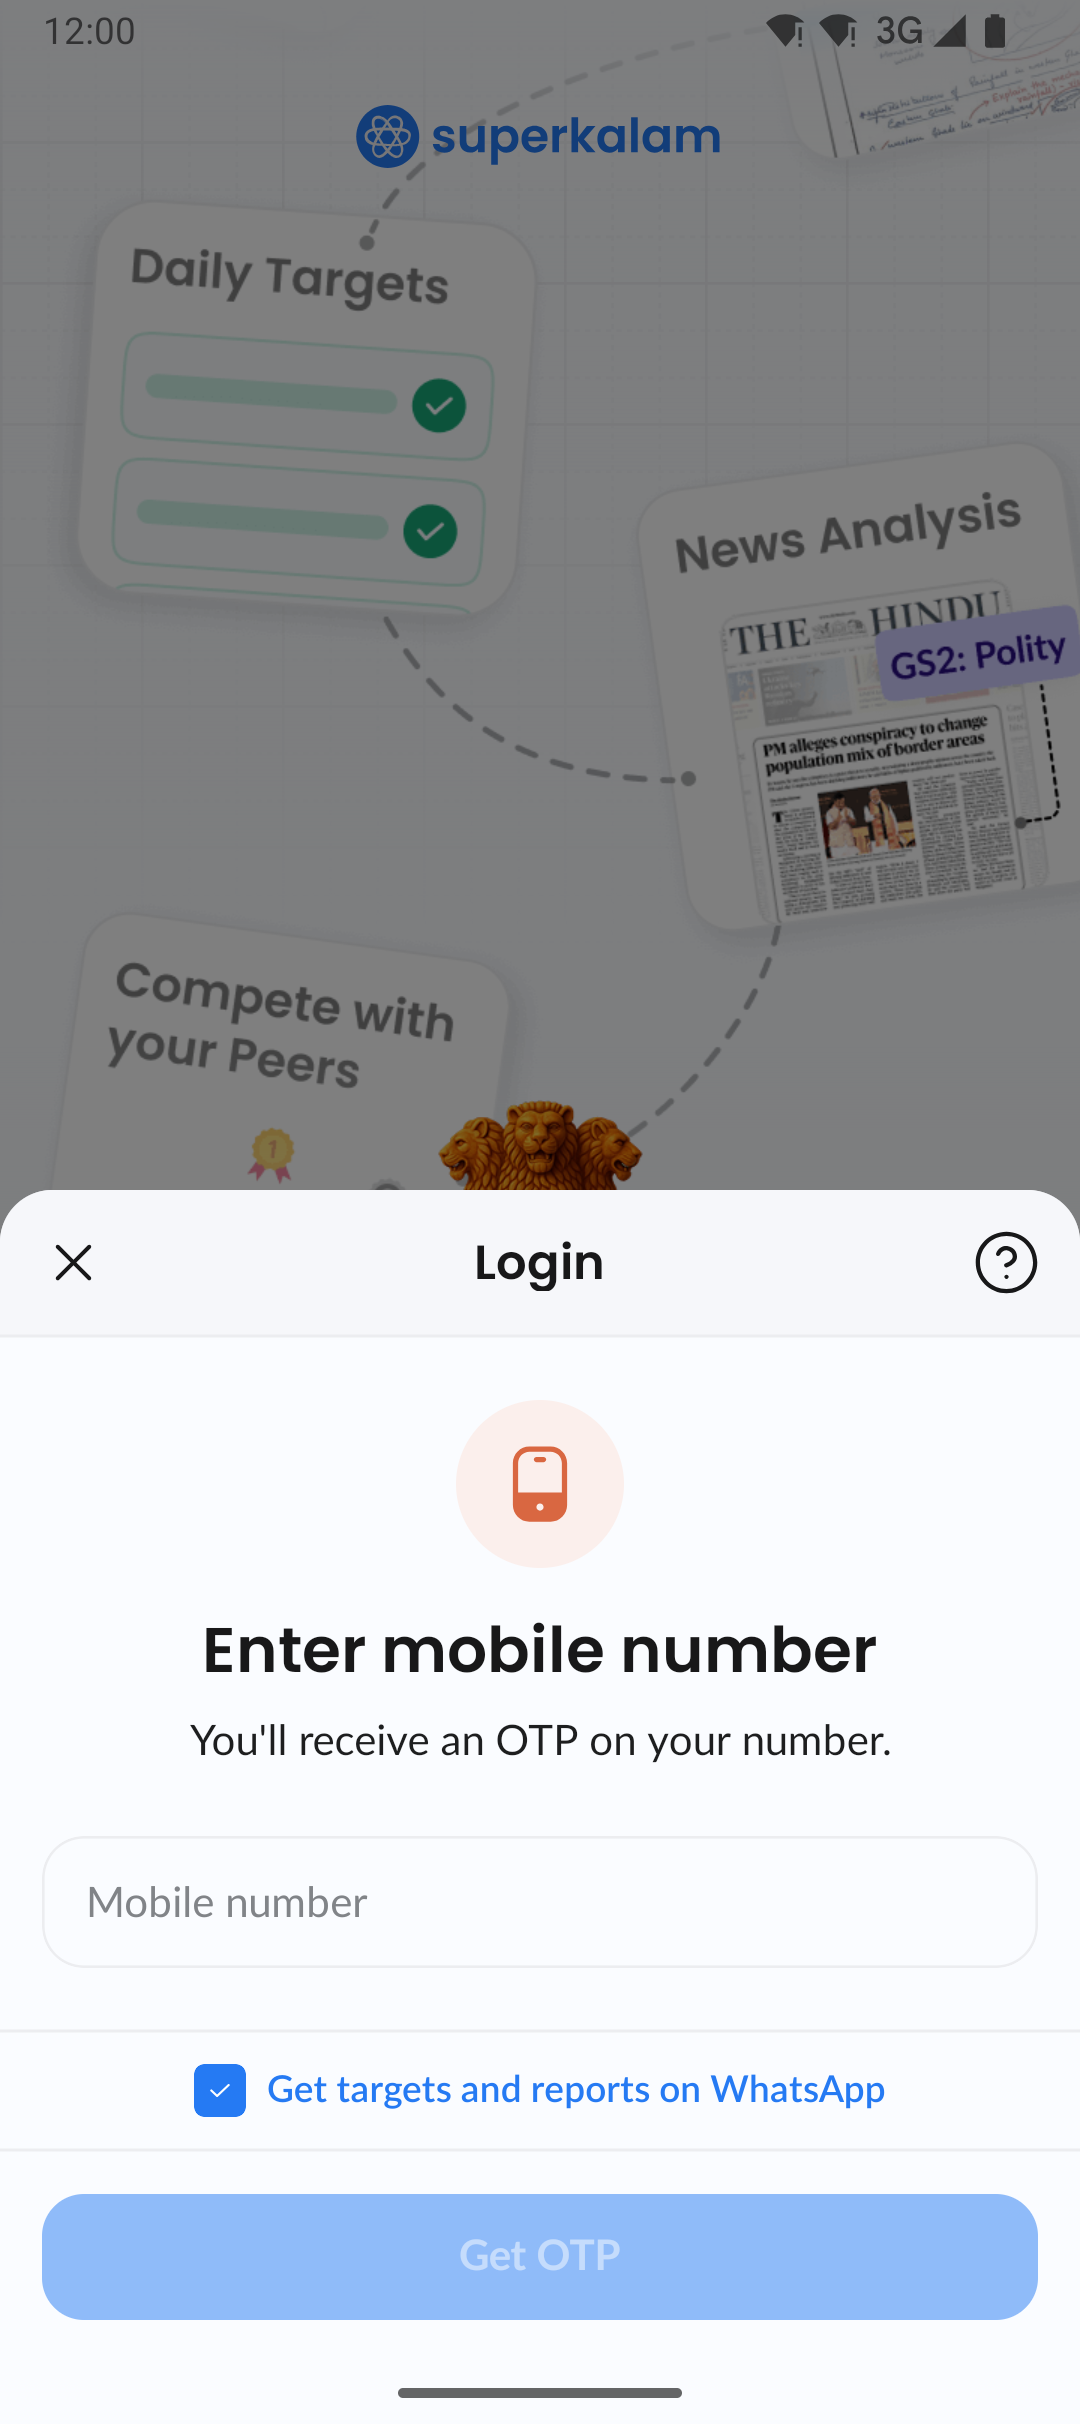 12:00
3G
superkalam
Daily Targets
News Analysis
THE HINDU
GS2: Polity
PM alleges conspiracy to change
population mix of border areas
Compete with
your Peers
1
Login
Enter mobile number
You'll receive an OTP on your number.
Mobile number
Get targets and reports on WhatsApp
Get OTP